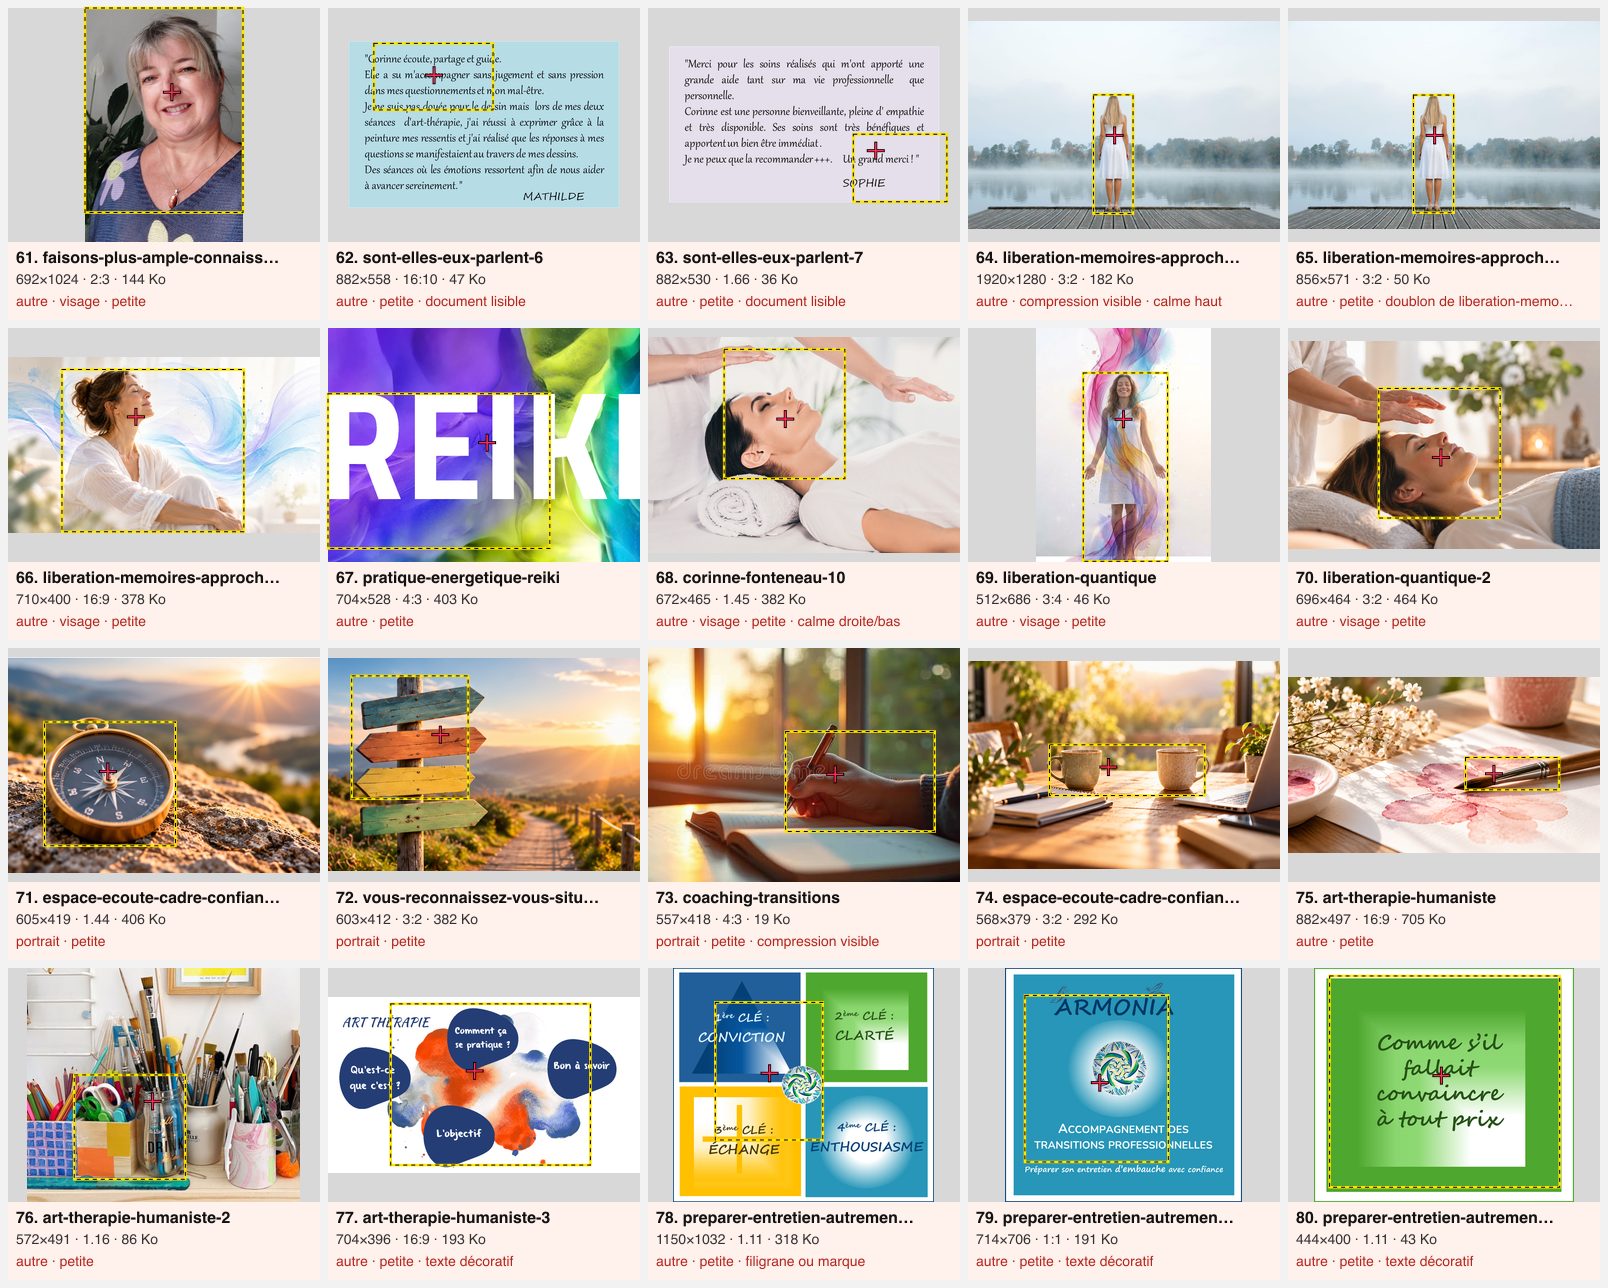 "Corinne écoute, partage et guide.
Elle a su m'accompagner sans jugement et sans pression
dans mes questionnements et mon mal-être.
Je ne suis pas douée pour le dessin mais lors de mes deux
séances d'art-thérapie, j'ai réussi à exprimer grâce à la
peinture mes ressentis et j'ai réalisé que les réponses à mes
questions se manifestaient au travers de mes dessins.
Des séances où les émotions ressortent afin de nous aider
à avancer sereinement."
MATHILDE
"Merci pour les soins réalisés qui m'ont apporté une
grande aide tant sur ma vie professionnelle que
personnelle.
Corinne est une personne bienveillante, pleine d' empathie
et très disponible. Ses soins sont très bénéfiques et
apportent un bien être immédiat.
Je ne peux que la recommander +++. Un grand merci ! "
SOPHIE
61. faisons-plus-ample-connaiss…
692×1024 · 2:3 · 144 Ko
autre · visage · petite
62. sont-elles-eux-parlent-6
882×558 · 16:10 · 47 Ko
autre · petite · document lisible
63. sont-elles-eux-parlent-7
882×530 · 1.66 · 36 Ko
autre · petite · document lisible
64. liberation-memoires-approch…
1920×1280 · 3:2 · 182 Ko
autre · compression visible · calme haut
65. liberation-memoires-approch…
856×571 · 3:2 · 50 Ko
autre · petite · doublon de liberation-memo…
REIKI
66. liberation-memoires-approch…
710×400 · 16:9 · 378 Ko
autre · visage · petite
67. pratique-energetique-reiki
704×528 · 4:3 · 403 Ko
autre · petite
68. corinne-fonteneau-10
672×465 · 1.45 · 382 Ko
autre · visage · petite · calme droite/bas
69. liberation-quantique
512×686 · 3:4 · 46 Ko
autre · visage · petite
70. liberation-quantique-2
696×464 · 3:2 · 464 Ko
autre · visage · petite
N
dreamstime
71. espace-ecoute-cadre-confian…
605×419 · 1.44 · 406 Ko
portrait · petite
72. vous-reconnaissez-vous-situ…
603×412 · 3:2 · 382 Ko
portrait · petite
73. coaching-transitions
557×418 · 4:3 · 19 Ko
portrait · petite · compression visible
74. espace-ecoute-cadre-confian…
568×379 · 3:2 · 292 Ko
portrait · petite
75. art-therapie-humaniste
882×497 · 16:9 · 705 Ko
autre · petite
ART THERAPIE
Comment ça
se pratique ?
Qu'est-ce
que c'est ?
Bon à savoir
L'objectif
1ère CLÉ :
CONVICTION
2ème CLÉ :
CLARTÉ
3ème CLÉ :
ÉCHANGE
4ème CLÉ :
ENTHOUSIASME
ARMONIA
ACCOMPAGNEMENT DES
TRANSITIONS PROFESSIONNELLES
Préparer son entretien d'embauche avec confiance
Comme s'il
fallait
convaincre
à tout prix
76. art-therapie-humaniste-2
572×491 · 1.16 · 86 Ko
autre · petite
77. art-therapie-humaniste-3
704×396 · 16:9 · 193 Ko
autre · petite · texte décoratif
78. preparer-entretien-autremen…
1150×1032 · 1.11 · 318 Ko
autre · petite · filigrane ou marque
79. preparer-entretien-autremen…
714×706 · 1:1 · 191 Ko
autre · petite · texte décoratif
80. preparer-entretien-autremen…
444×400 · 1.11 · 43 Ko
autre · petite · texte décoratif